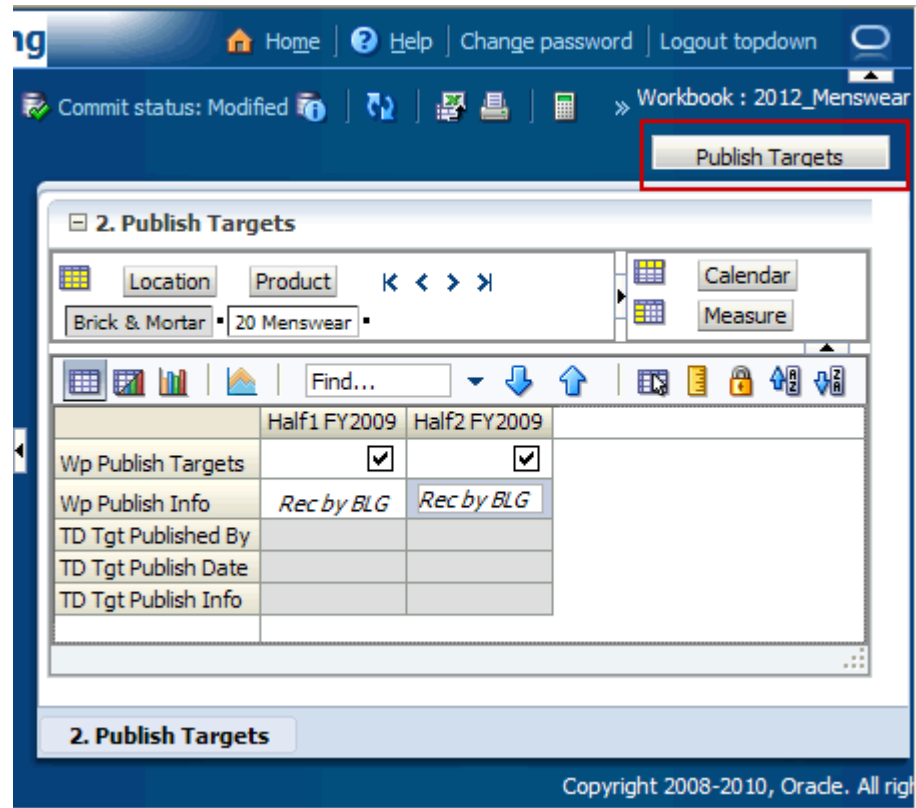 ng
Home Help Change password Logout topdown
Commit status: Modified » Workbook : 2012_Menswear
Publish Targets
2. Publish Targets
Location Product Calendar
Brick & Mortar 20 Menswear Measure
Find...
Half1 FY2009 Half2 FY2009
Wp Publish Targets
Wp Publish Info Rec by BLG Rec by BLG
TD Tgt Published By
TD Tgt Publish Date
TD Tgt Publish Info
2. Publish Targets
Copyright 2008-2010, Oracle. All righ